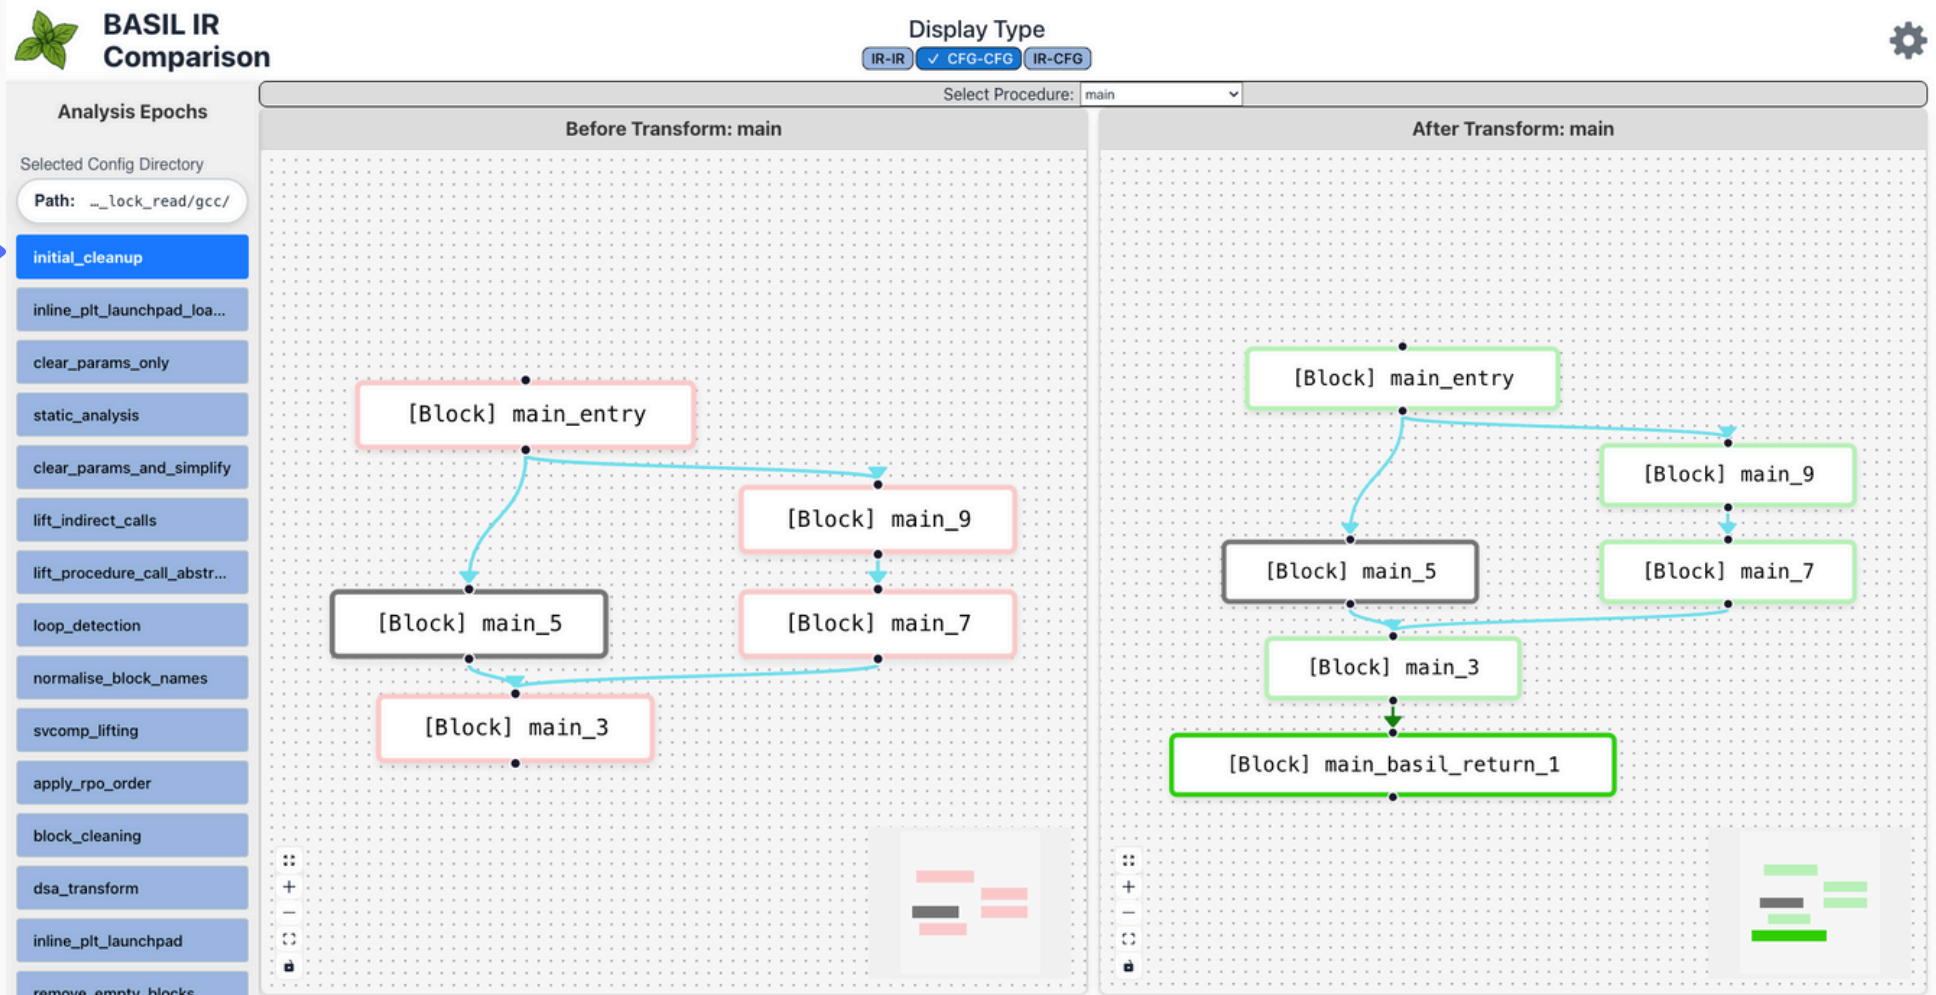 BASIL IR
Comparison
Display Type
IR-IR
✓ CFG-CFG
IR-CFG
Analysis Epochs
Selected Config Directory
Path: …_lock_read/gcc/
initial_cleanup
inline_plt_launchpad_loa...
clear_params_only
static_analysis
clear_params_and_simplify
lift_indirect_calls
lift_procedure_call_abstr...
loop_detection
normalise_block_names
svcomp_lifting
apply_rpo_order
block_cleaning
dsa_transform
inline_plt_launchpad
remove_empty_blocks
Select Procedure: main
Before Transform: main
[Block] main_entry
[Block] main_9
[Block] main_5
[Block] main_7
[Block] main_3
After Transform: main
[Block] main_entry
[Block] main_9
[Block] main_5
[Block] main_7
[Block] main_3
[Block] main_basil_return_1